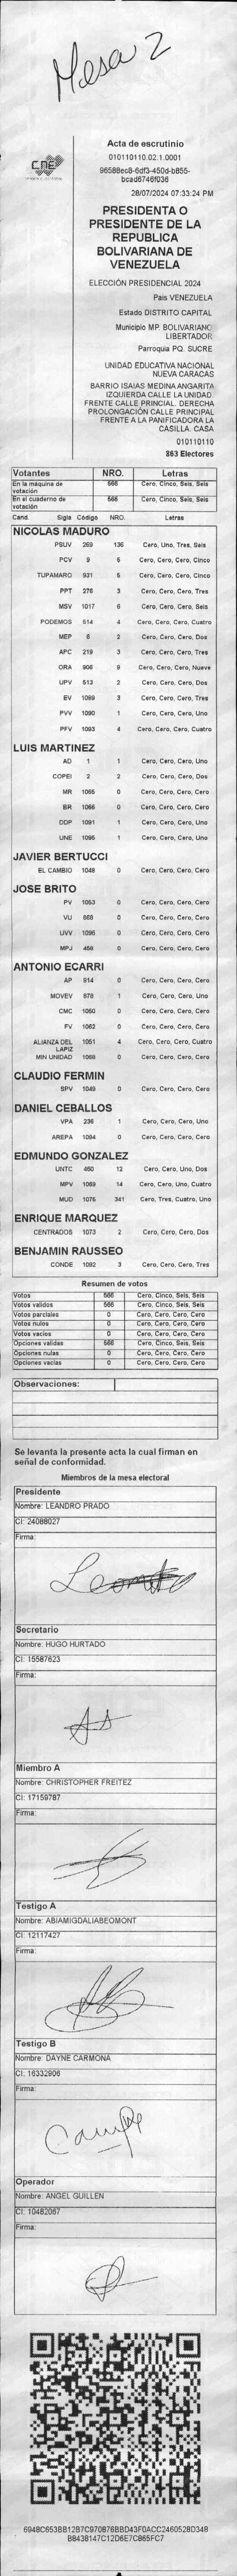 Mesa 2
Acta de escrutinio
010110110.02.1.0001
96588ec8-6df3-450d-b855-
bcad6746f036
28/07/2024 07:33:24 PM
CNE
PRESIDENTA O
PRESIDENTE DE LA
REPUBLICA
BOLIVARIANA DE
VENEZUELA
ELECCIÓN PRESIDENCIAL 2024
Pais VENEZUELA
Estado DISTRITO CAPITAL
Municipio MP. BOLIVARIANO
LIBERTADOR
Parroquia PQ. SUCRE
UNIDAD EDUCATIVA NACIONAL
NUEVA CARACAS
BARRIO ISAIAS MEDINA ANGARITA
IZQUIERDA CALLE LA UNIDAD.
FRENTE CALLE PRINCIAL. DERECHA
PROLONGACIÓN CALLE PRINCIPAL
FRENTE A LA PANIFICADORA LA
CASILLA. CASA
010110110
863 Electores
Votantes NRO. Letras
En la máquina de votación 566 Cero, Cinco, Seis, Seis
En el cuaderno de votación 566 Cero, Cinco, Seis, Seis
Cand. Sigla Código NRO. Letras
NICOLAS MADURO
PSUV 269 136 Cero, Uno, Tres, Seis
PCV 9 5 Cero, Cero, Cero, Cinco
TUPAMARO 931 5 Cero, Cero, Cero, Cinco
PPT 276 3 Cero, Cero, Cero, Tres
MSV 1017 6 Cero, Cero, Cero, Seis
PODEMOS 514 4 Cero, Cero, Cero, Cuatro
MEP 6 2 Cero, Cero, Cero, Dos
APC 219 3 Cero, Cero, Cero, Tres
ORA 906 9 Cero, Cero, Cero, Nueve
UPV 513 2 Cero, Cero, Cero, Dos
EV 1089 3 Cero, Cero, Cero, Tres
PVV 1090 1 Cero, Cero, Cero, Uno
PFV 1093 4 Cero, Cero, Cero, Cuatro
LUIS MARTINEZ
AD 1 1 Cero, Cero, Cero, Uno
COPEI 2 2 Cero, Cero, Cero, Dos
MR 1065 0 Cero, Cero, Cero, Cero
BR 1066 0 Cero, Cero, Cero, Cero
DDP 1091 1 Cero, Cero, Cero, Uno
UNE 1095 1 Cero, Cero, Cero, Uno
JAVIER BERTUCCI
EL CAMBIO 1048 0 Cero, Cero, Cero, Cero
JOSE BRITO
PV 1053 0 Cero, Cero, Cero, Cero
VU 868 0 Cero, Cero, Cero, Cero
UVV 1096 0 Cero, Cero, Cero, Cero
MPJ 458 0 Cero, Cero, Cero, Cero
ANTONIO ECARRI
AP 914 0 Cero, Cero, Cero, Cero
MOVEV 878 1 Cero, Cero, Cero, Uno
CMC 1050 0 Cero, Cero, Cero, Cero
FV 1062 0 Cero, Cero, Cero, Cero
ALIANZA DEL LAPIZ 1051 4 Cero, Cero, Cero, Cuatro
MIN UNIDAD 1068 0 Cero, Cero, Cero, Cero
CLAUDIO FERMIN
SPV 1049 0 Cero, Cero, Cero, Cero
DANIEL CEBALLOS
VPA 236 1 Cero, Cero, Cero, Uno
AREPA 1094 0 Cero, Cero, Cero, Cero
EDMUNDO GONZALEZ
UNTC 460 12 Cero, Cero, Uno, Dos
MPV 1069 14 Cero, Cero, Uno, Cuatro
MUD 1075 341 Cero, Tres, Cuatro, Uno
ENRIQUE MARQUEZ
CENTRADOS 1073 2 Cero, Cero, Cero, Dos
BENJAMIN RAUSSEO
CONDE 1092 3 Cero, Cero, Cero, Tres
Resumen de votos
Votos 566 Cero, Cinco, Seis, Seis
Votos validos 566 Cero, Cinco, Seis, Seis
Votos parciales 0 Cero, Cero, Cero, Cero
Votos nulos 0 Cero, Cero, Cero, Cero
Votos vacios 0 Cero, Cero, Cero, Cero
Opciones validas 566 Cero, Cinco, Seis, Seis
Opciones nulas 0 Cero, Cero, Cero, Cero
Opciones vacias 0 Cero, Cero, Cero, Cero
Observaciones:
Se levanta la presente acta la cual firman en
señal de conformidad.
Miembros de la mesa electoral
Presidente
Nombre: LEANDRO PRADO
CI: 24088027
Firma:
Secretario
Nombre: HUGO HURTADO
CI: 15587623
Firma:
Miembro A
Nombre: CHRISTOPHER FREITEZ
CI: 17159787
Firma:
Testigo A
Nombre: ABIAMIGDALIABEOMONT
CI: 12117427
Firma:
Testigo B
Nombre: DAYNE CARMONA
CI: 16332906
Firma:
Operador
Nombre: ANGEL GUILLEN
CI: 10482067
Firma:
6948C653BB12B7C970876BBD43F0ACC2460528D348
B8438147C12D6E7C865FC7